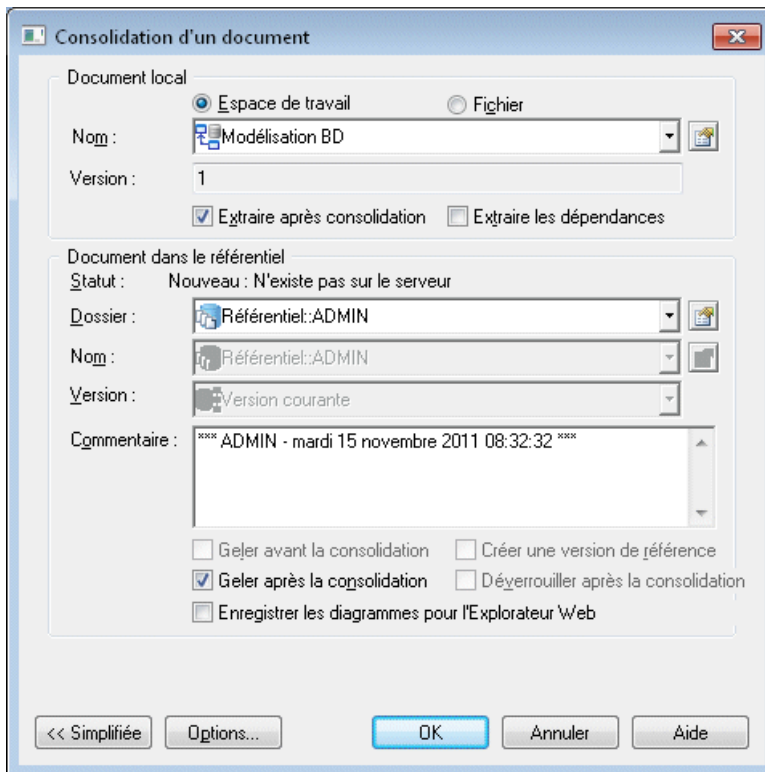 Consolidation d'un document
Document local
Espace de travail Fichier
Nom : Modélisation BD
Version : 1
Extraire après consolidation Extraire les dépendances
Document dans le référentiel
Statut : Nouveau : N'existe pas sur le serveur
Dossier : Référentiel::ADMIN
Nom : Référentiel::ADMIN
Version : Version courante
Commentaire : *** ADMIN - mardi 15 novembre 2011 08:32:32 ***
Geler avant la consolidation Créer une version de référence
Geler après la consolidation Déverrouiller après la consolidation
Enregistrer les diagrammes pour l'Explorateur Web
<< Simplifiée Options... OK Annuler Aide